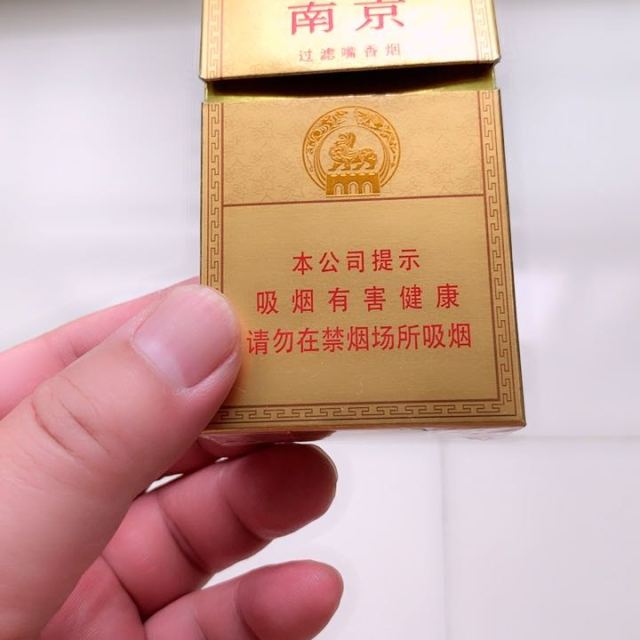 南京
过滤嘴香烟
本公司提示
吸烟有害健康
请勿在禁烟场所吸烟